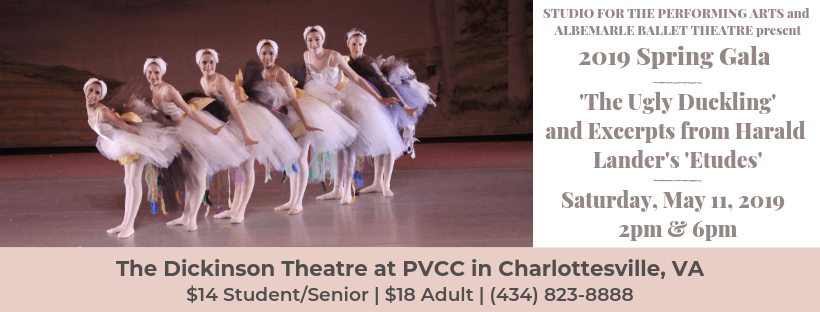 STUDIO FOR THE PERFORMING ARTS and
ALBEMARLE BALLET THEATRE present
2019 Spring Gala
'The Ugly Duckling'
and Excerpts from Harald
Lander's 'Etudes'
Saturday, May 11, 2019
2pm & 6pm
The Dickinson Theatre at PVCC in Charlottesville, VA
$14 Student/Senior | $18 Adult | (434) 823-8888